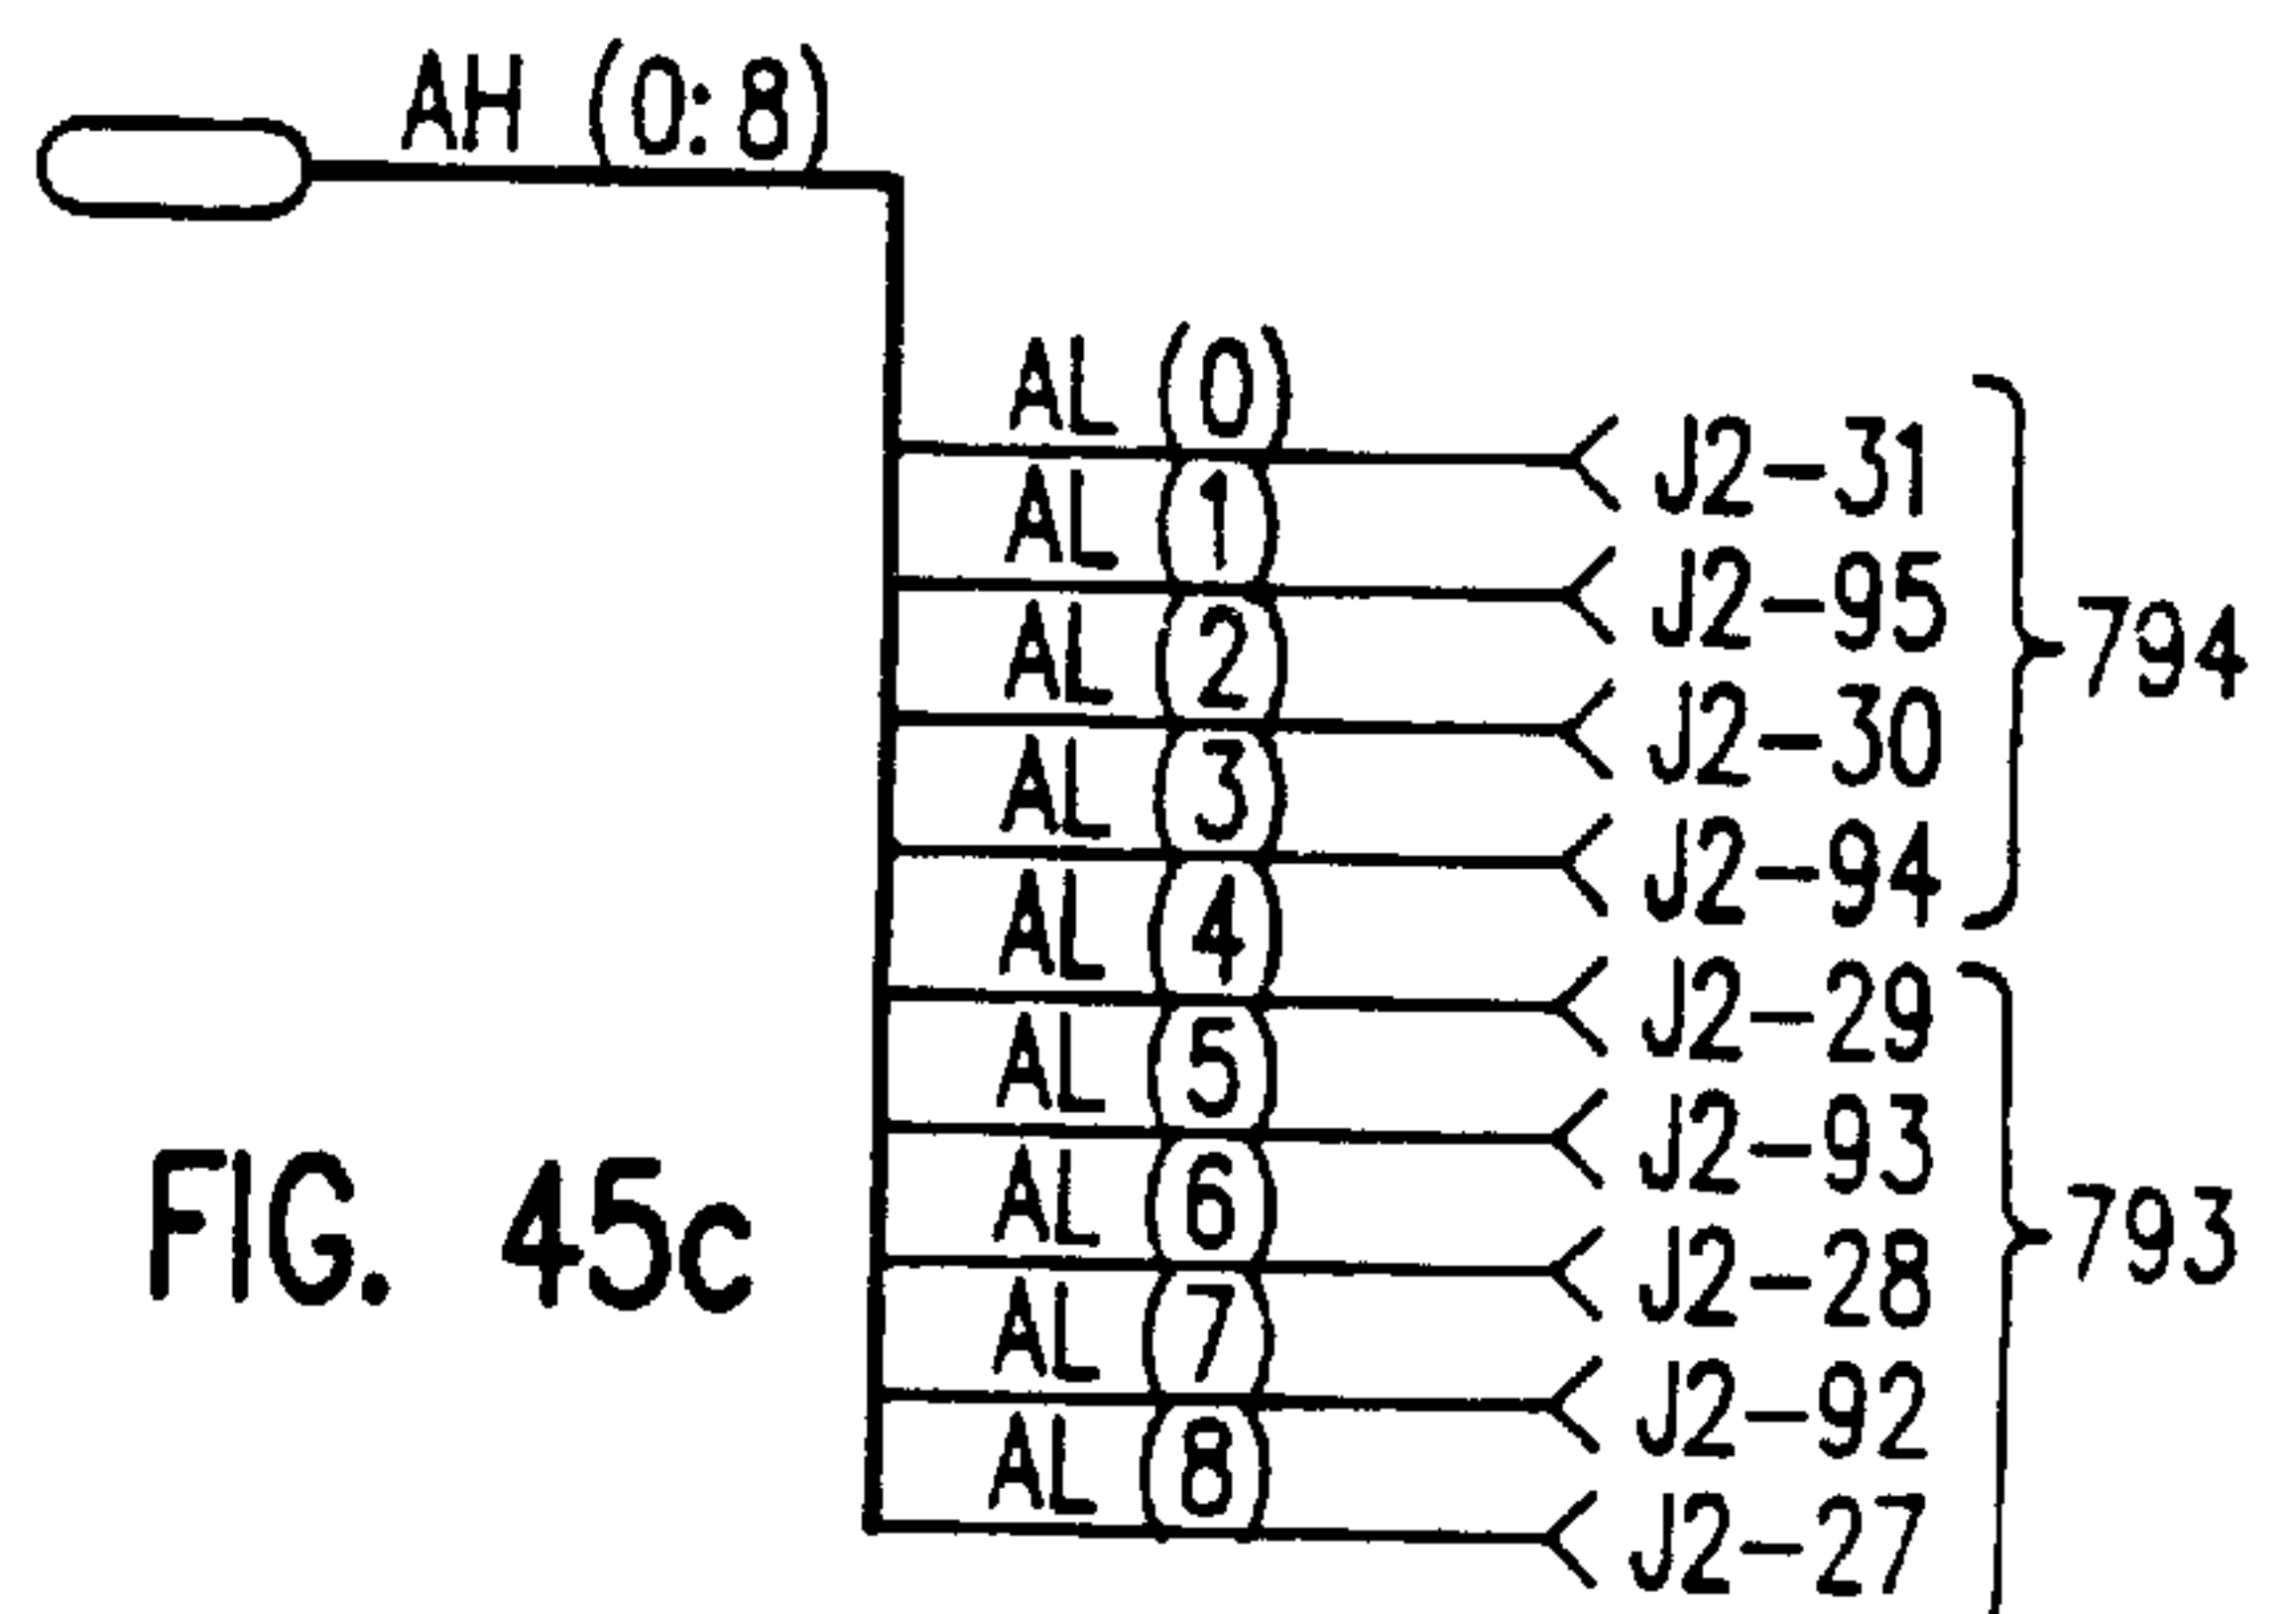 AH (0:8)
AL (0) J2-31
AL (1) J2-95
AL (2) J2-30
794
AL (3) J2-94
AL (4) J2-29
AL (5) J2-93
AL (6) J2-28
793
AL (7) J2-92
AL (8) J2-27
FIG. 45c